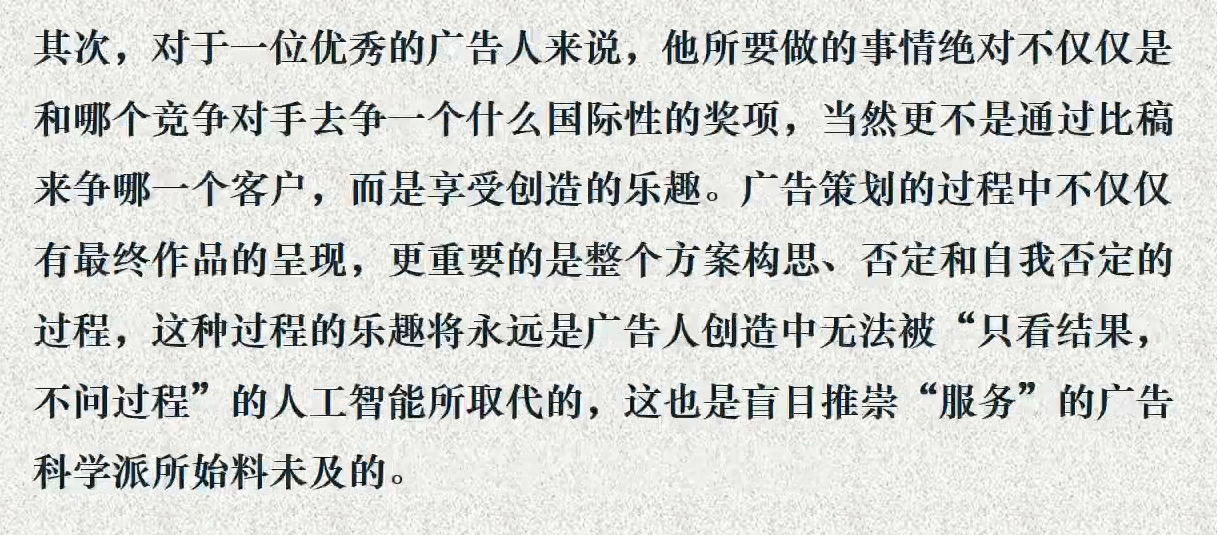 其次，对于一位优秀的广告人来说，他所要做的事情绝对不仅仅是
和哪个竞争对手去争一个什么国际性的奖项，当然更不是通过比稿
来争哪一个客户，而是享受创造的乐趣。广告策划的过程中不仅仅
有最终作品的呈现，更重要的是整个方案构思、否定和自我否定的
过程，这种过程的乐趣将永远是广告人创造中无法被“只看结果，
不问过程”的人工智能所取代的，这也是盲目推崇“服务”的广告
科学派所始料未及的。